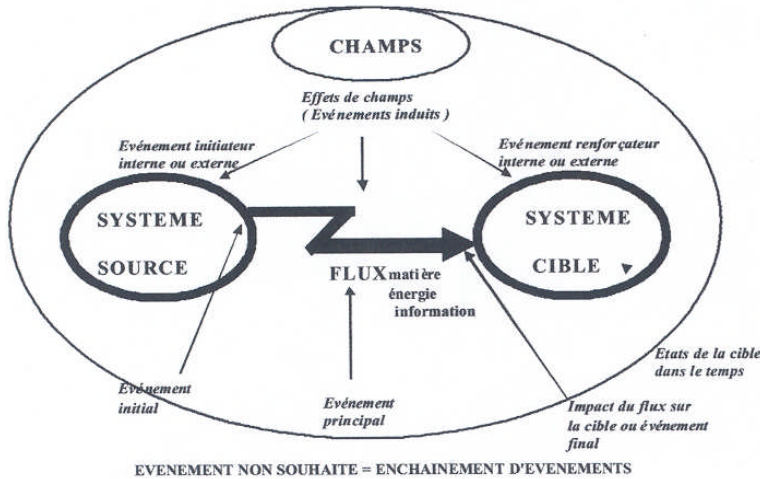 CHAMPS
Effets de champs
( Evénements induits )
Evénement initiateur
interne ou externe
Evénement renforçateur
interne ou externe
SYSTEME
SOURCE
SYSTEME
CIBLE
FLUX matière
énergie
information
Etats de la cible
dans le temps
Evénement
initial
Evénement
principal
Impact du flux sur
la cible ou événement
final
EVENEMENT NON SOUHAITE = ENCHAINEMENT D'EVENEMENTS